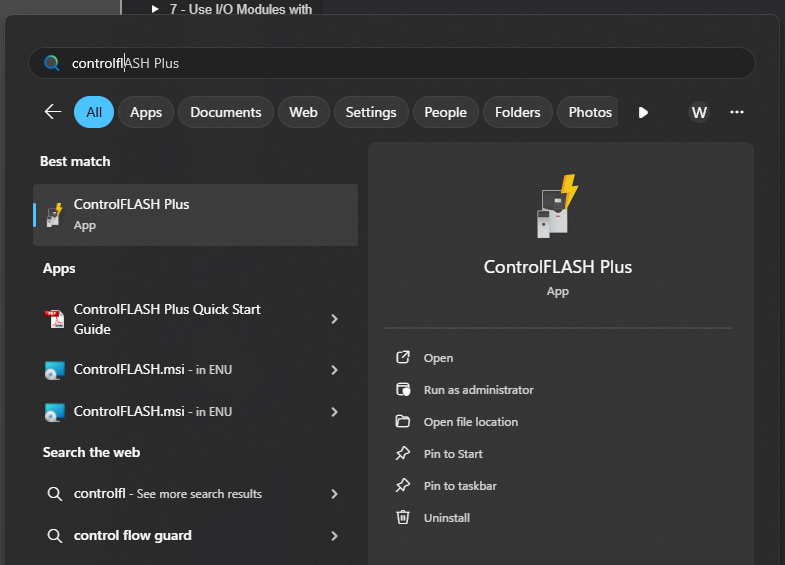 7 - Use I/O Modules with
controlflASH Plus
All Apps Documents Web Settings People Folders Photos W
Best match
ControlFLASH Plus
App
Apps
ControlFLASH Plus Quick Start
Guide
ControlFLASH.msi - in ENU
ControlFLASH.msi - in ENU
Search the web
controlfl - See more search results
control flow guard
ControlFLASH Plus
App
Open
Run as administrator
Open file location
Pin to Start
Pin to taskbar
Uninstall